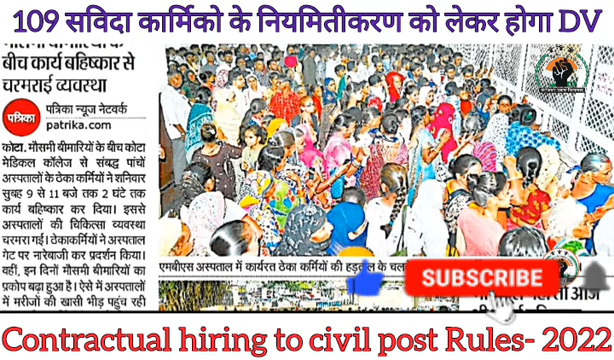 109 सविदा कार्मिको के नियमितीकरण को लेकर होगा DV
बीच कार्य बहिष्कार से
चरमराई व्यवस्था
पत्रिका
पत्रिका न्यूज नेटवर्क
patrika.com
कोटा. मौसमी बीमारियों के बीच कोटा
मेडिकल कॉलेज से संबद्ध पांचों
अस्पतालों के ठेका कर्मियों ने शनिवार
सुबह 9 से 11 बजे तक 2 घंटे तक
कार्य बहिष्कार कर दिया। इससे
अस्पतालों की चिकित्सा व्यवस्था
चरमरा गई। ठेकाकर्मियों ने अस्पताल
गेट पर नारेबाजी कर प्रदर्शन किया।
वहीं, इन दिनों मौसमी बीमारियों का
प्रकोप बढ़ा हुआ है। ऐसे में अस्पतालों
में मरीजों की खासी भीड़ पहुंच रही
एमबीएस अस्पताल में कार्यरत ठेका कर्मियों की हड़ताल के चल
SUBSCRIBE
Contractual hiring to civil post Rules- 2022